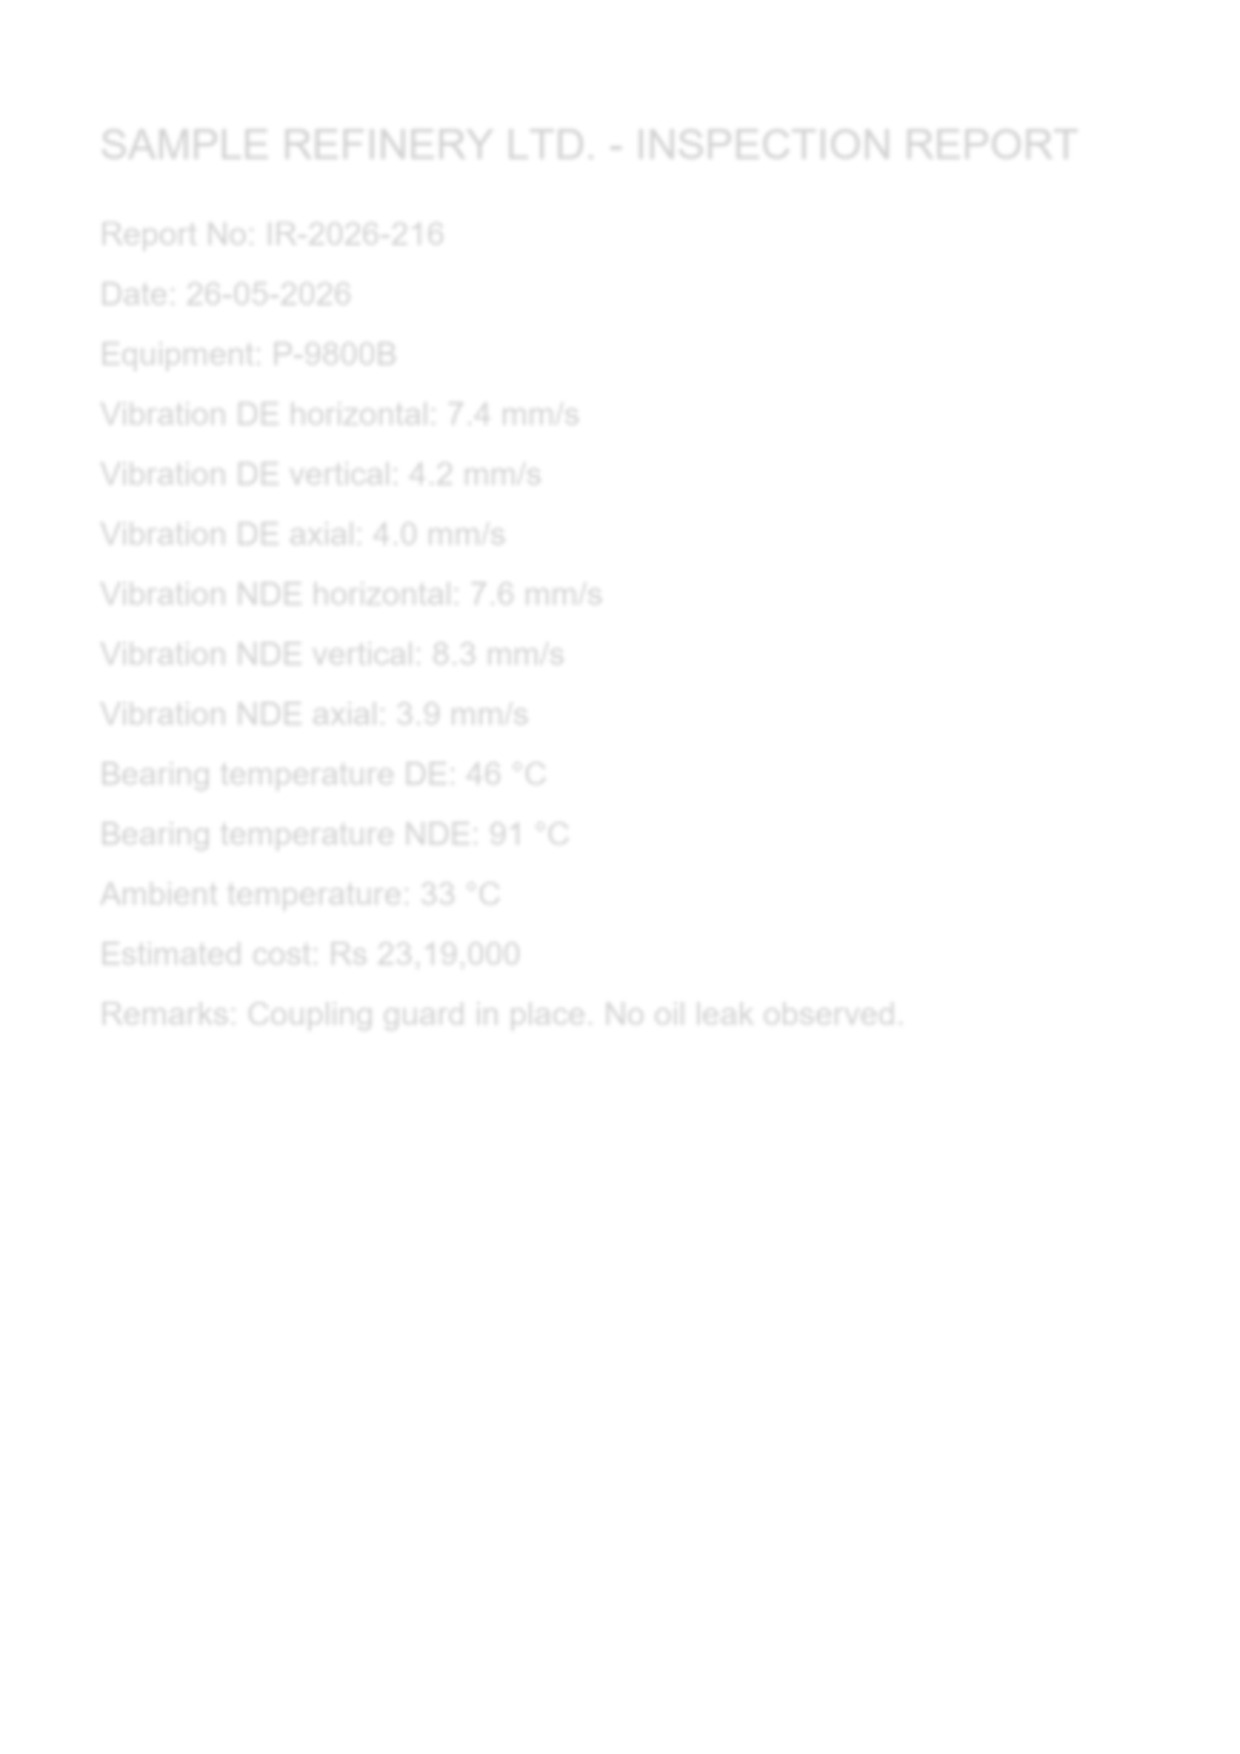 SAMPLE REFINERY LTD. - INSPECTION REPORT
Report No: IR-2026-216
Date: 26-05-2026
Equipment: P-9800B
Vibration DE horizontal: 7.4 mm/s
Vibration DE vertical: 4.2 mm/s
Vibration DE axial: 4.0 mm/s
Vibration NDE horizontal: 7.6 mm/s
Vibration NDE vertical: 8.3 mm/s
Vibration NDE axial: 3.9 mm/s
Bearing temperature DE: 46 °C
Bearing temperature NDE: 91 °C
Ambient temperature: 33 °C
Estimated cost: Rs 23,19,000
Remarks: Coupling guard in place. No oil leak observed.